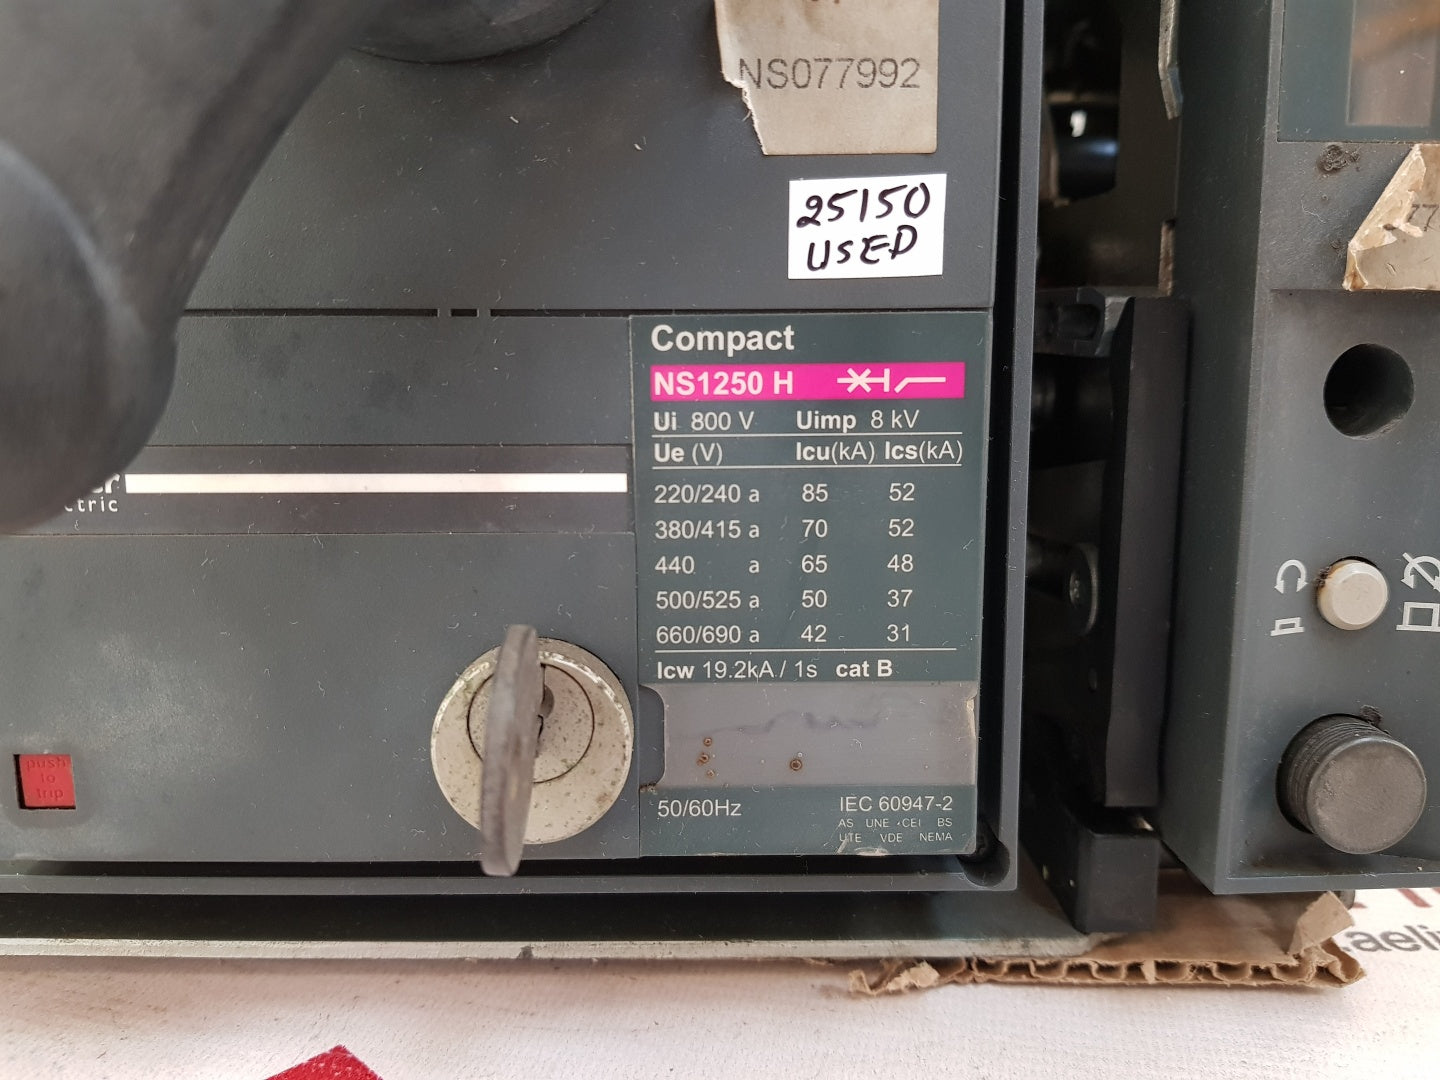 NS077992
25150
USED
Compact
NS1250 H
Ui 800 V Uimp 8 kV
Ue (V) Icu(kA) Ics(kA)
220/240 a 85 52
380/415 a 70 52
440 a 65 48
500/525 a 50 37
660/690 a 42 31
Icw 19.2kA / 1s cat B
50/60Hz IEC 60947-2
AS UNE CEI BS
UTE VDE NEMA
push
to
trip